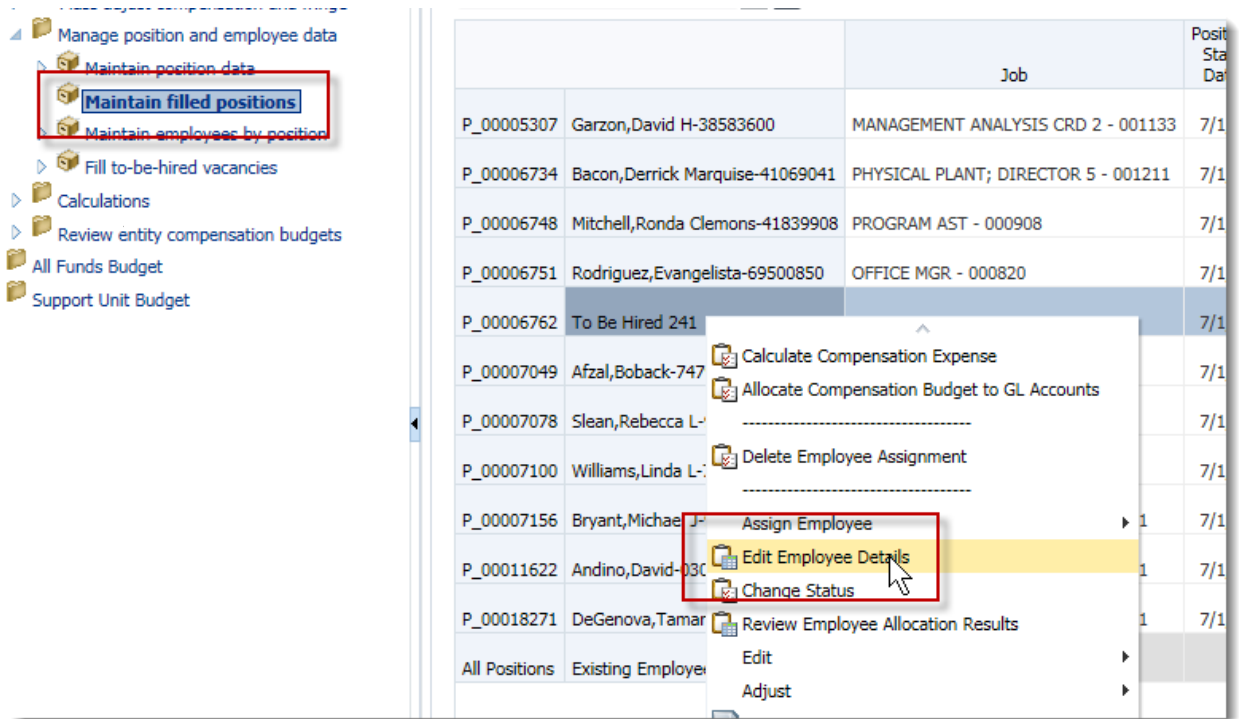 Manage position and employee data
Maintain position data
Maintain filled positions
Maintain employees by position
Fill to-be-hired vacancies
Calculations
Review entity compensation budgets
All Funds Budget
Support Unit Budget
Job
P_00005307 Garzon,David H-38583600 MANAGEMENT ANALYSIS CRD 2 - 001133 7/1
P_00006734 Bacon,Derrick Marquise-41069041 PHYSICAL PLANT; DIRECTOR 5 - 001211 7/1
P_00006748 Mitchell,Ronda Clemons-41839908 PROGRAM AST - 000908 7/1
P_00006751 Rodriguez,Evangelista-69500850 OFFICE MGR - 000820 7/1
P_00006762 To Be Hired 241 7/1
P_00007049 Afzal,Boback-747 7/1
P_00007078 Slean,Rebecca L- 7/1
P_00007100 Williams,Linda L- 7/1
P_00007156 Bryant,Michael J- 1 7/1
P_00011622 Andino,David-030 1 7/1
P_00018271 DeGenova,Tamar 1 7/1
All Positions Existing Employe
Calculate Compensation Expense
Allocate Compensation Budget to GL Accounts
-----------------------------------
Delete Employee Assignment
-----------------------------------
Assign Employee
Edit Employee Details
Change Status
Review Employee Allocation Results
Edit
Adjust